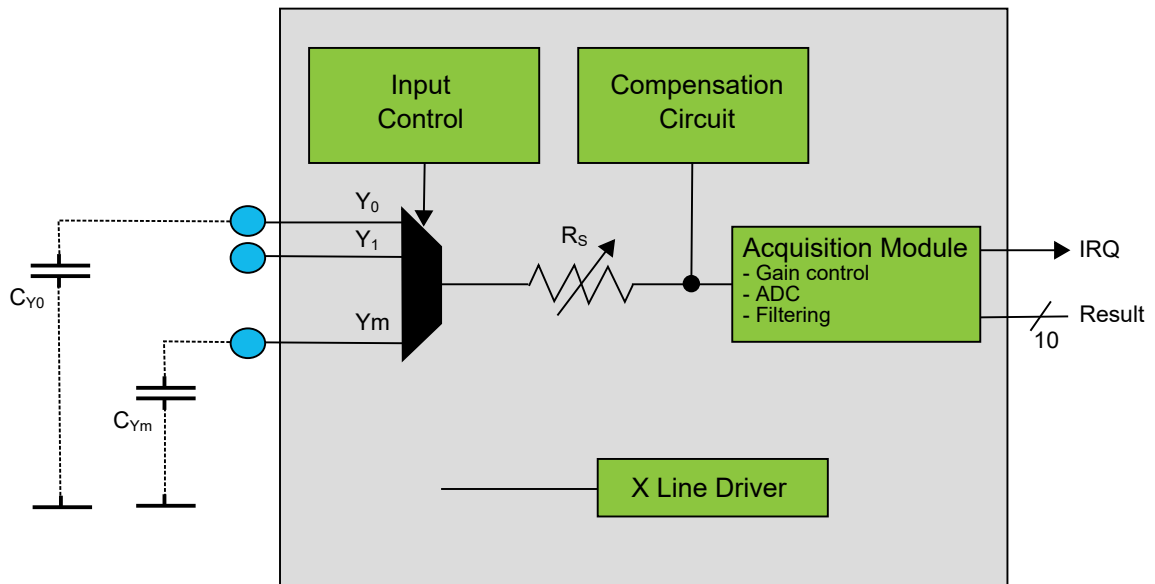 Input
Control
Compensation
Circuit
Y0
Y1
Ym
RS
Acquisition Module
- Gain control
- ADC
- Filtering
IRQ
Result
10
CY0
CYm
X Line Driver